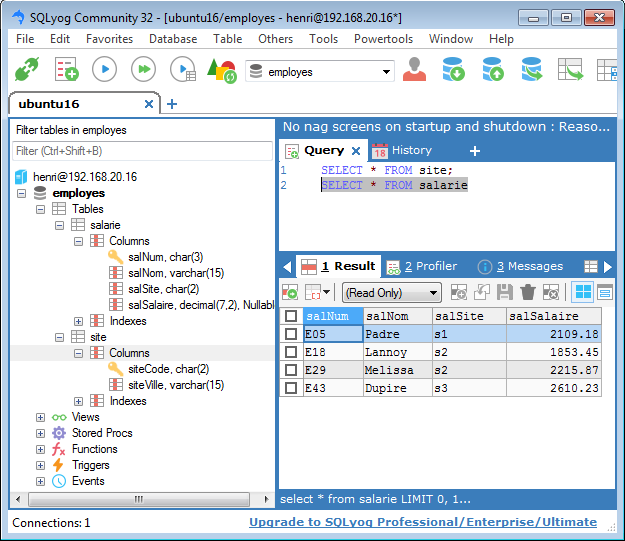 SQLyog Community 32 - [ubuntu16/employes - henri@192.168.20.16*]
File Edit Favorites Database Table Others Tools Powertools Window Help
employes
ubuntu16
Filter tables in employes
Filter (Ctrl+Shift+B)
henri@192.168.20.16
employes
Tables
salarie
Columns
salNum, char(3)
salNom, varchar(15)
salSite, char(2)
salSalaire, decimal(7,2), Nullable
Indexes
site
Columns
siteCode, char(2)
siteVille, varchar(15)
Indexes
Views
Stored Procs
Functions
Triggers
Events
No nag screens on startup and shutdown : Reaso...
Query History
18
1 SELECT * FROM site;
2 SELECT * FROM salarie
1 Result 2 Profiler 3 Messages
(Read Only)
salNum salNom salSite salSalaire
E05 Padre s1 2109.18
E18 Lannoy s2 1853.45
E29 Melissa s2 2215.87
E43 Dupire s3 2610.23
select * from salarie LIMIT 0, 1...
Connections: 1 Upgrade to SQLyog Professional/Enterprise/Ultimate